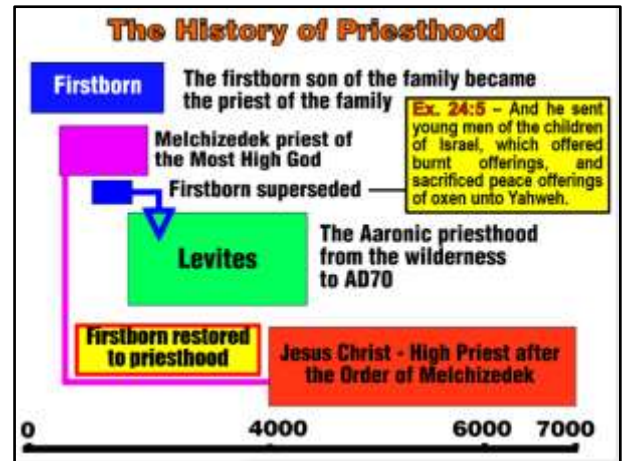 The History of Priesthood
Firstborn
The firstborn son of the family became
the priest of the family
Ex. 24:5 – And he sent
young men of the children
of Israel, which offered
burnt offerings, and
sacrificed peace offerings
of oxen unto Yahweh.
Melchizedek priest of
the Most High God
Firstborn superseded
Levites
The Aaronic priesthood
from the wilderness
to AD70
Firstborn restored
to priesthood
Jesus Christ - High Priest after
the Order of Melchizedek
0 4000 6000 7000